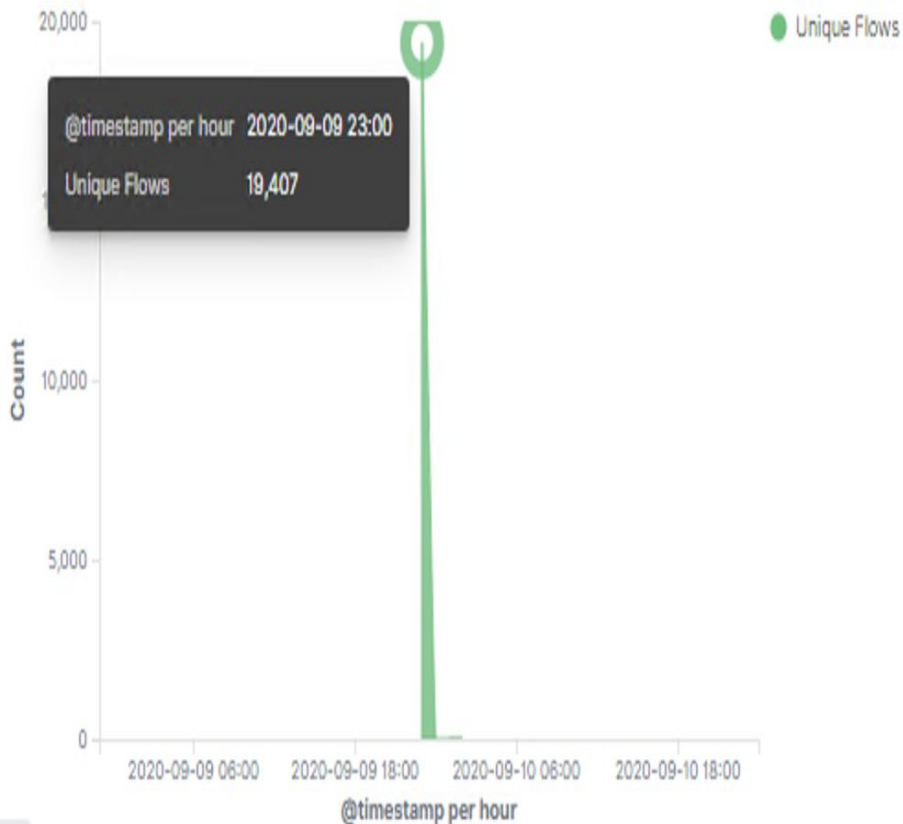 20,000
Unique Flows
@timestamp per hour 2020-09-09 23:00
Unique Flows 19,407
Count
10,000
5,000
0
2020-09-09 06:00 2020-09-09 18:00 2020-09-10 06:00 2020-09-10 18:00
@timestamp per hour